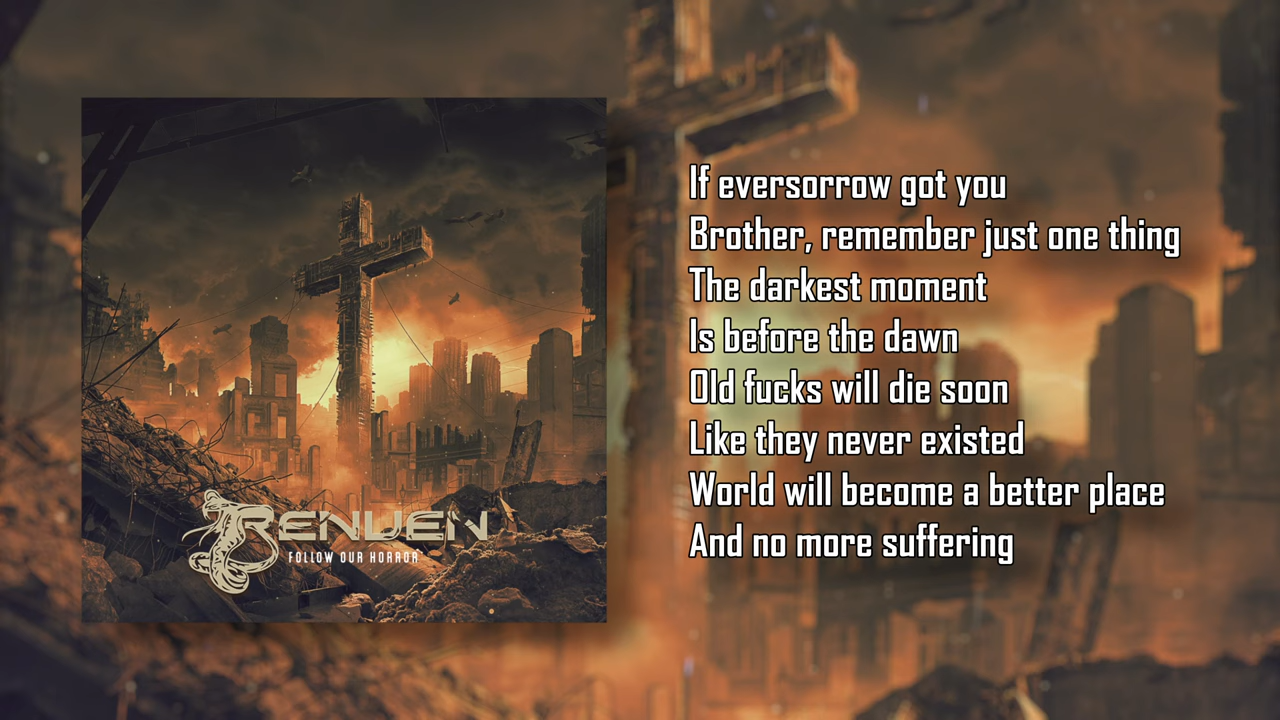 RENUEN
FOLLOW OUR HORROR
If eversorrow got you
Brother, remember just one thing
The darkest moment
Is before the dawn
Old fucks will die soon
Like they never existed
World will become a better place
And no more suffering